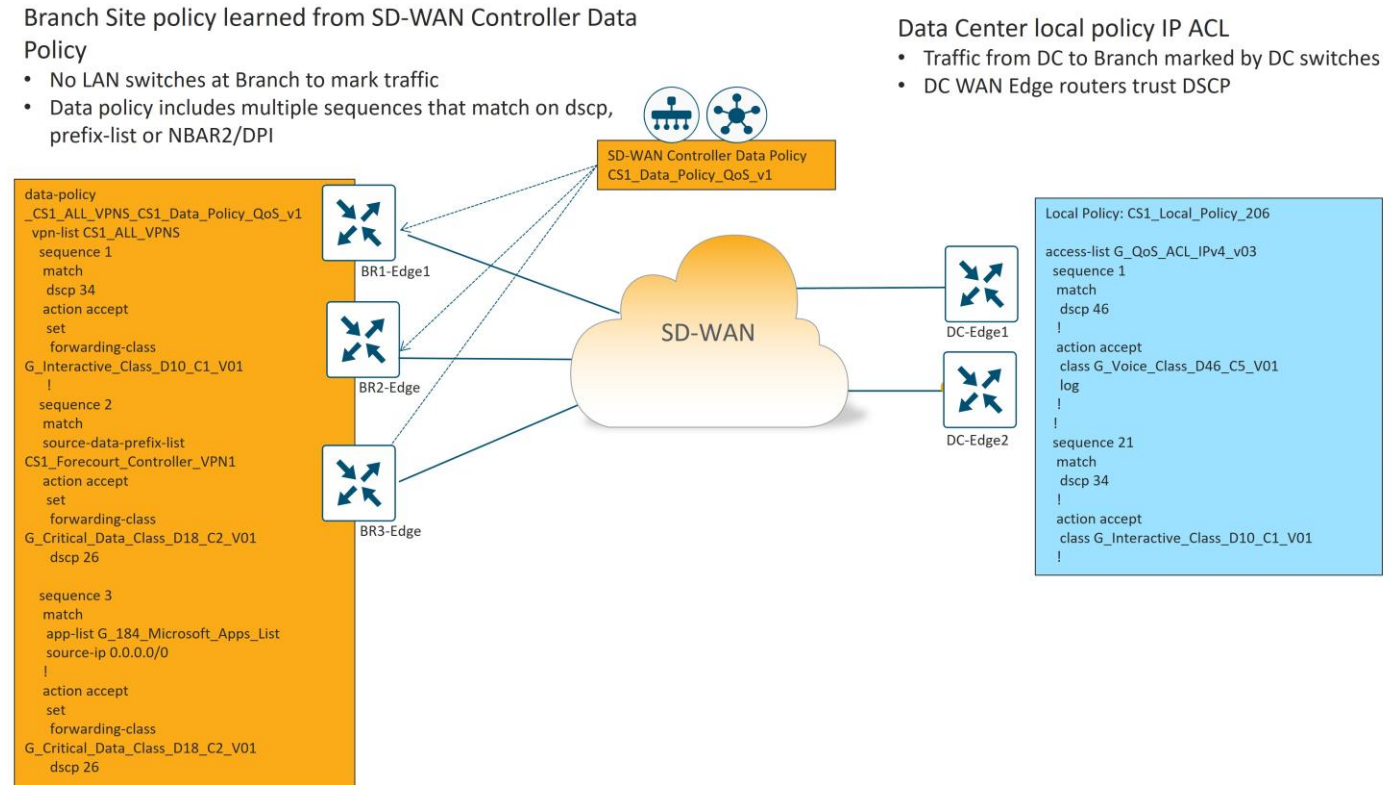 Branch Site policy learned from SD-WAN Controller Data
Policy
• No LAN switches at Branch to mark traffic
• Data policy includes multiple sequences that match on dscp,
prefix-list or NBAR2/DPI
Data Center local policy IP ACL
• Traffic from DC to Branch marked by DC switches
• DC WAN Edge routers trust DSCP
SD-WAN Controller Data Policy
CS1_Data_Policy_QoS_v1
data-policy
_CS1_ALL_VPNS_CS1_Data_Policy_QoS_v1
vpn-list CS1_ALL_VPNS
sequence 1
match
dscp 34
action accept
set
forwarding-class
G_Interactive_Class_D10_C1_V01
!
sequence 2
match
source-data-prefix-list
CS1_Forecourt_Controller_VPN1
action accept
set
forwarding-class
G_Critical_Data_Class_D18_C2_V01
dscp 26
sequence 3
match
app-list G_184_Microsoft_Apps_List
source-ip 0.0.0.0/0
!
action accept
set
forwarding-class
G_Critical_Data_Class_D18_C2_V01
dscp 26
BR1-Edge1
BR2-Edge
BR3-Edge
SD-WAN
DC-Edge1
DC-Edge2
Local Policy: CS1_Local_Policy_206
access-list G_QoS_ACL_IPv4_v03
sequence 1
match
dscp 46
!
action accept
class G_Voice_Class_D46_C5_V01
log
!
!
sequence 21
match
dscp 34
!
action accept
class G_Interactive_Class_D10_C1_V01
!